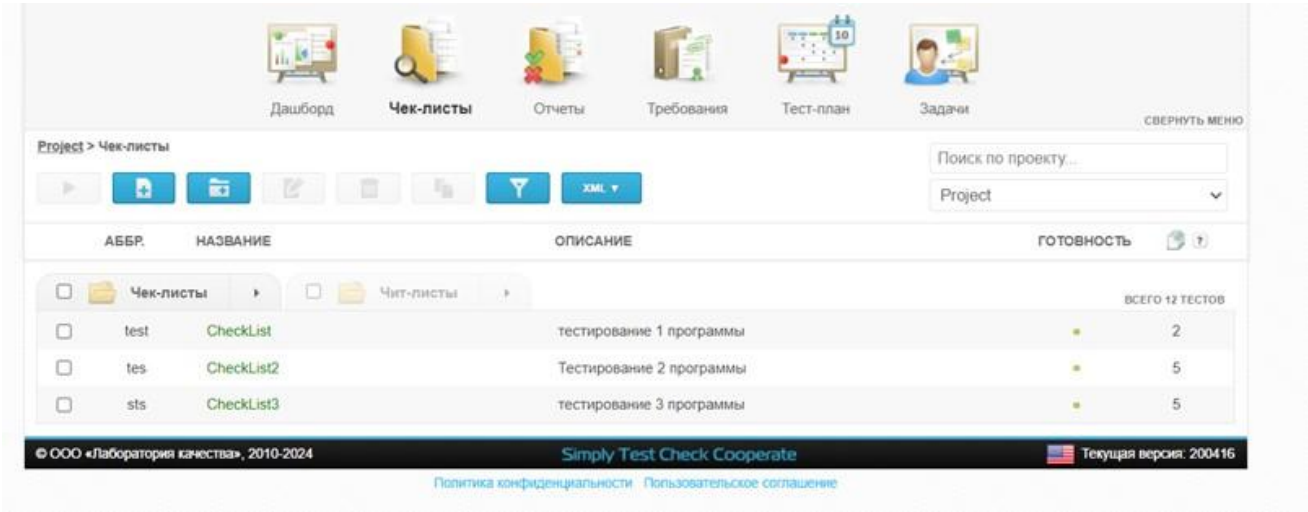 10
Дашборд Чек-листы Отчеты Требования Тест-план Задачи
СВЕРНУТЬ МЕНЮ
Project > Чек-листы
Поиск по проекту...
XML ▼
Project
АББР. НАЗВАНИЕ ОПИСАНИЕ ГОТОВНОСТЬ ?
Чек-листы Чит-листы
ВСЕГО 12 ТЕСТОВ
test CheckList тестирование 1 программы 2
tes CheckList2 Тестирование 2 программы 5
sts CheckList3 тестирование 3 программы 5
© ООО «Лаборатория качества», 2010-2024 Simply Test Check Cooperate Текущая версия: 200416
Политика конфиденциальности Пользовательское соглашение